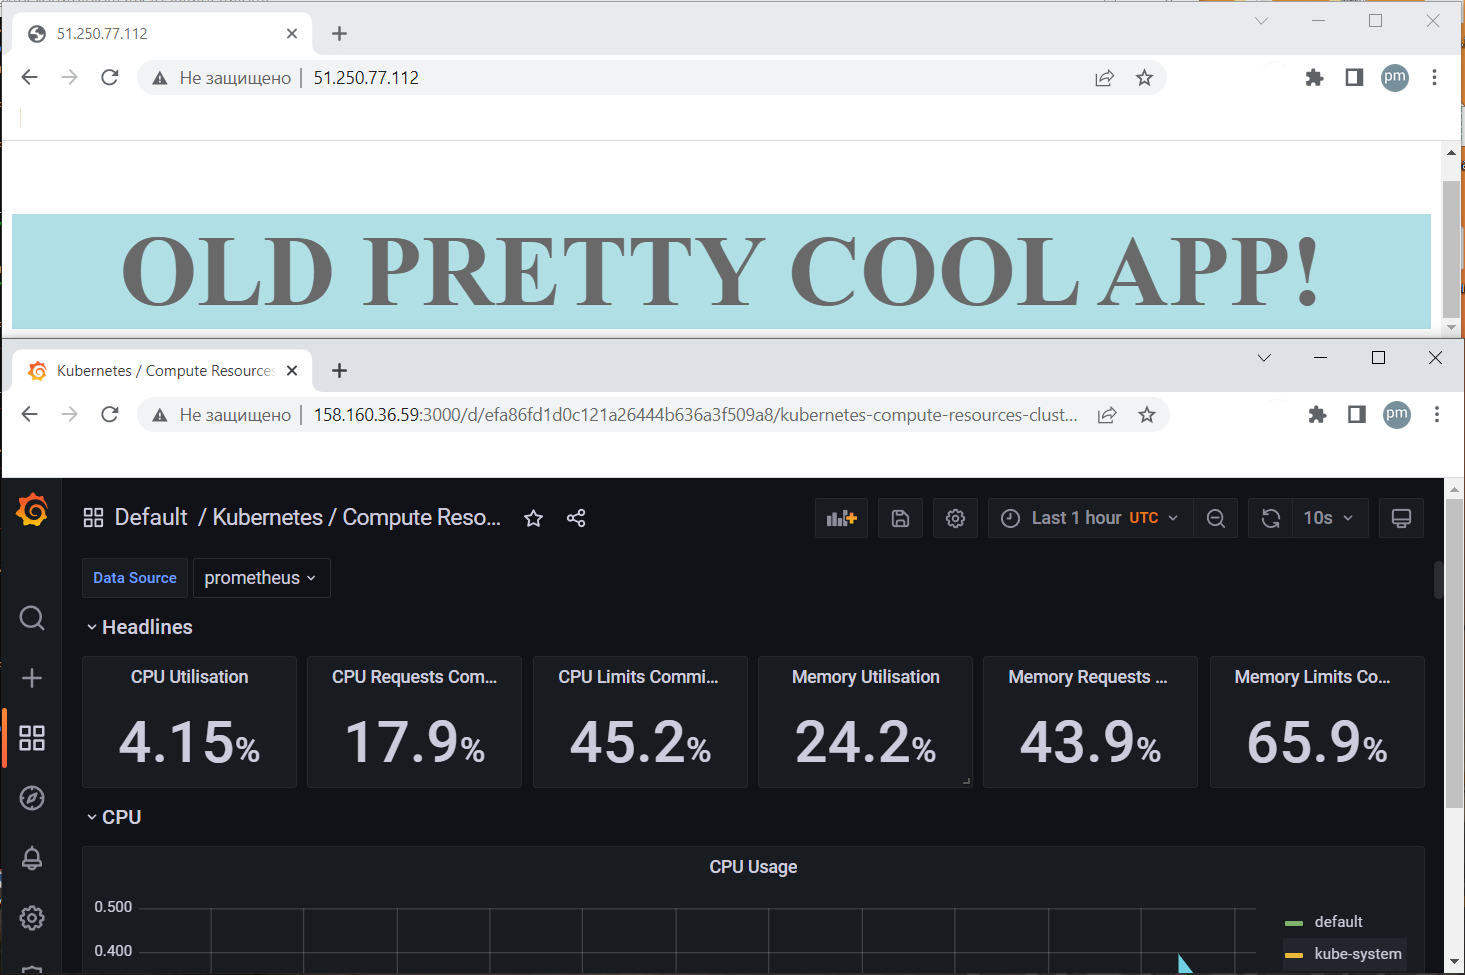 51.250.77.112
Не защищено | 51.250.77.112
pm
OLD PRETTY COOL APP!
Kubernetes / Compute Resources
Не защищено | 158.160.36.59:3000/d/efa86fd1d0c121a26444b636a3f509a8/kubernetes-compute-resources-clust...
pm
Default / Kubernetes / Compute Reso...
Last 1 hour UTC
10s
Data Source prometheus
Headlines
CPU Utilisation
4.15%
CPU Requests Com...
17.9%
CPU Limits Commi...
45.2%
Memory Utilisation
24.2%
Memory Requests ...
43.9%
Memory Limits Co...
65.9%
CPU
CPU Usage
0.500
0.400
default
kube-system